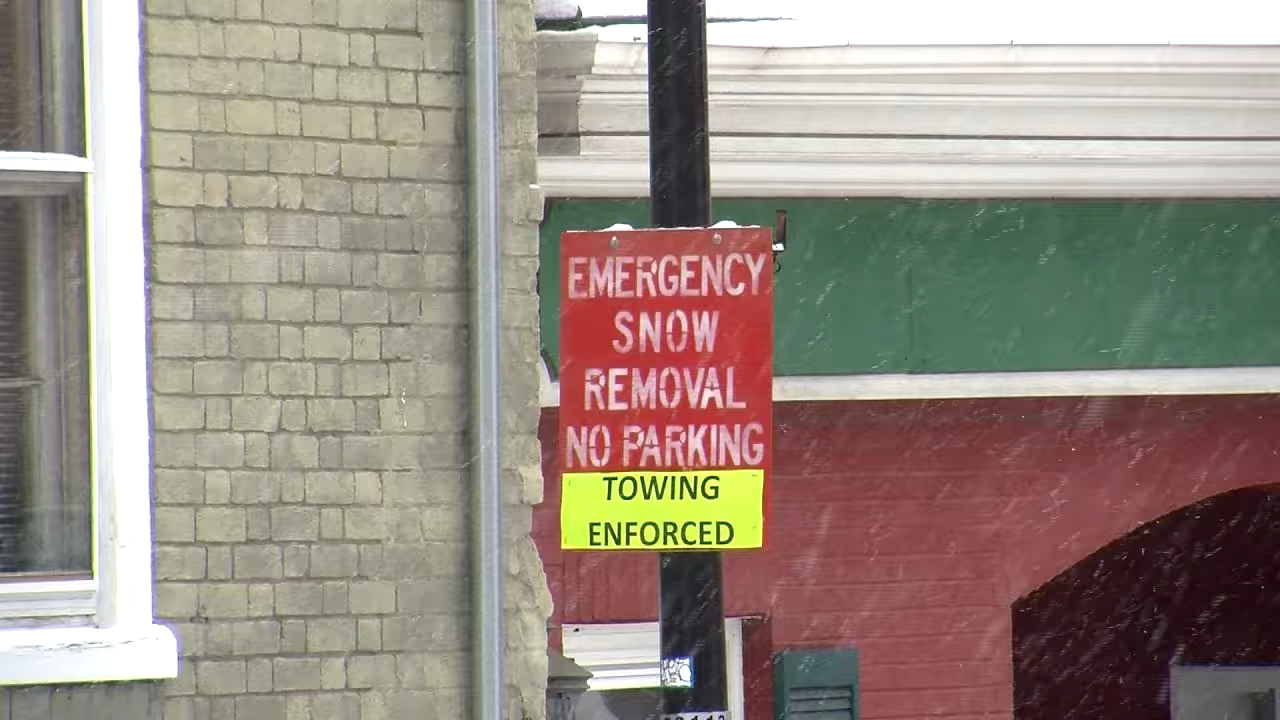 EMERGENCY
SNOW
REMOVAL
NO PARKING
TOWING
ENFORCED